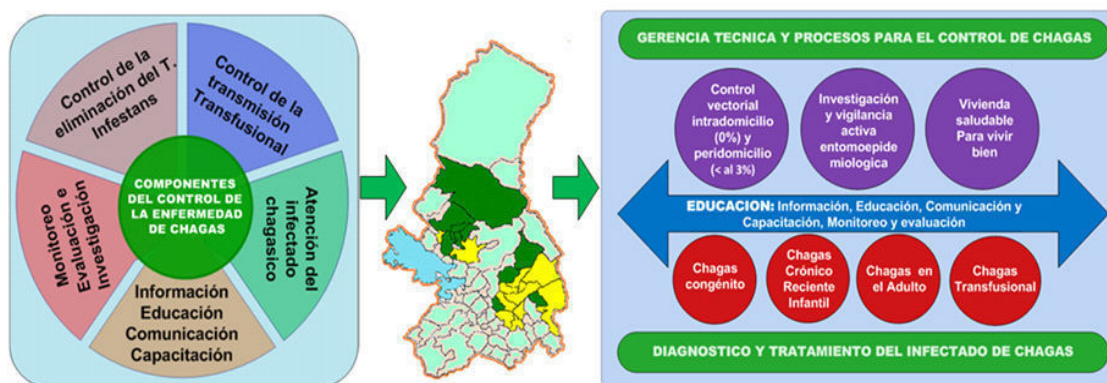 Control de la
eliminación del T.
Infestans
Control de la
transmisión
Transfusional
Atención del
infectado
chagasico
Información
Educación
Comunicación
Capacitación
Monitoreo
Evaluación e
Investigación
COMPONENTES
DEL CONTROL DE
LA ENFERMEDAD
DE CHAGAS
GERENCIA TECNICA Y PROCESOS PARA EL CONTROL DE CHAGAS
Control
vectorial
intradomicilio
(0%) y
peridomicilio
(< al 3%)
Investigación
y vigilancia
activa
entomoepide
miologica
Vivienda
saludable
Para vivir
bien
EDUCACION: Información, Educación, Comunicación y
Capacitación, Monitoreo y evaluación
Chagas
congénito
Chagas
Crónico
Reciente
Infantil
Chagas en
el Adulto
Chagas
Transfusional
DIAGNOSTICO Y TRATAMIENTO DEL INFECTADO DE CHAGAS